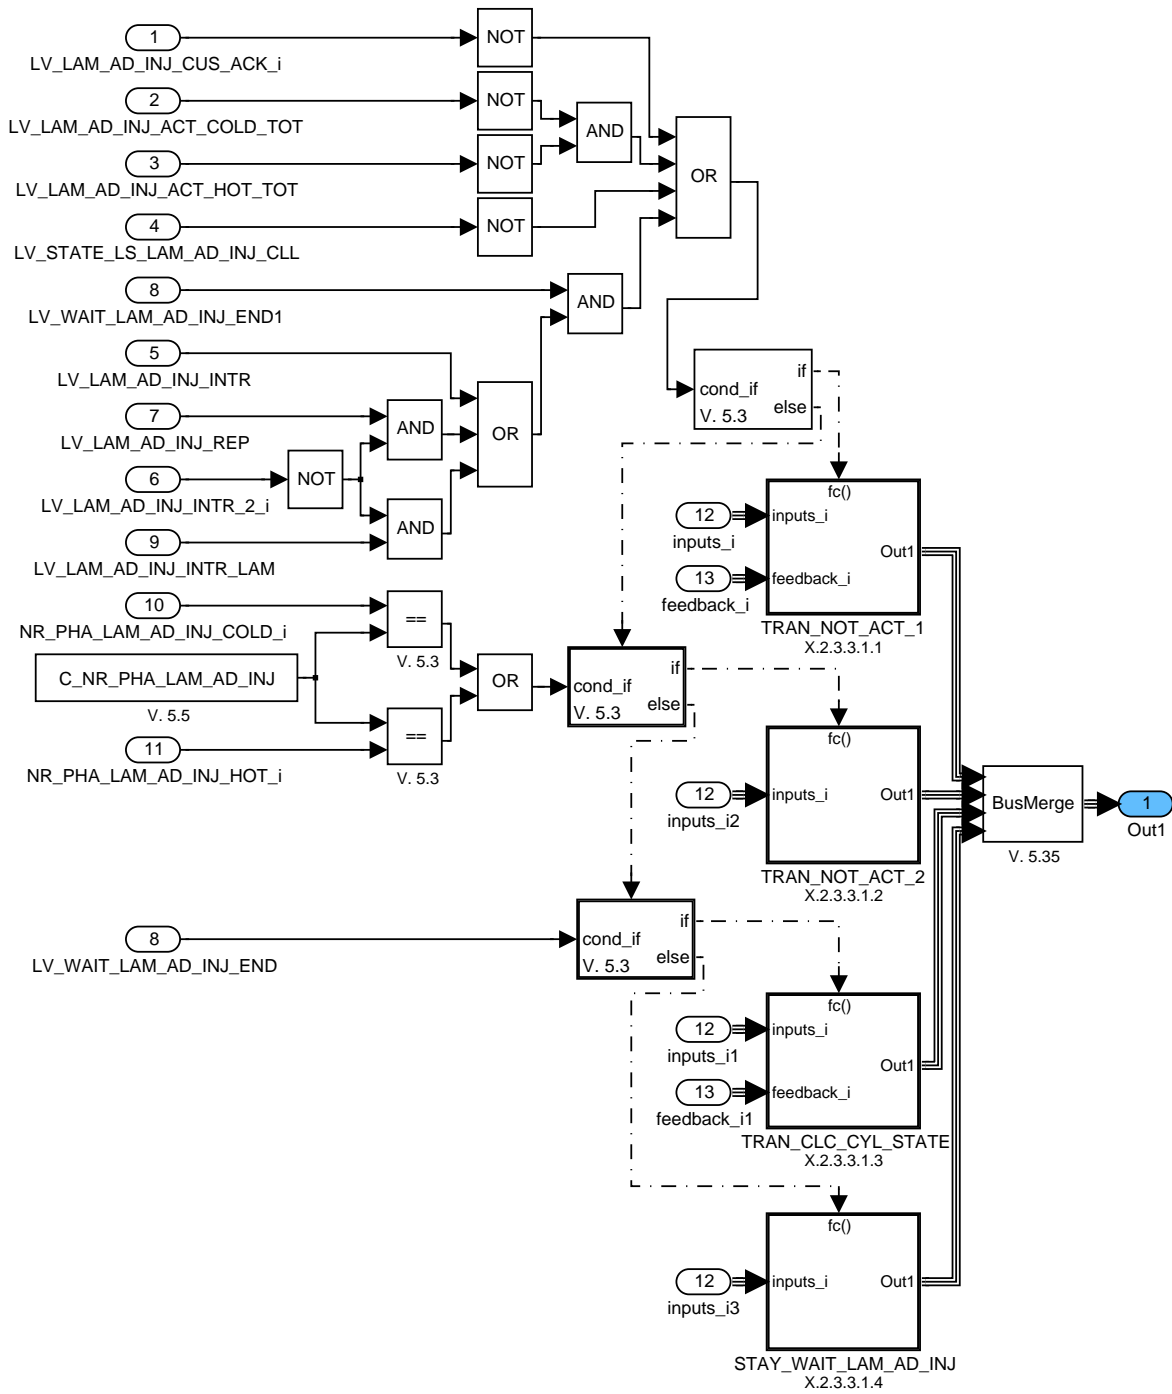 1
NOT
LV_LAM_AD_INJ_CUS_ACK_i
2
NOT
LV_LAM_AD_INJ_ACT_COLD_TOT
AND
3
NOT
LV_LAM_AD_INJ_ACT_HOT_TOT
OR
4
NOT
LV_STATE_LS_LAM_AD_INJ_CLL
8
AND
LV_WAIT_LAM_AD_INJ_END1
5
LV_LAM_AD_INJ_INTR
if
cond_if
else
V. 5.3
7
AND
OR
LV_LAM_AD_INJ_REP
6
NOT
LV_LAM_AD_INJ_INTR_2_i
AND
9
LV_LAM_AD_INJ_INTR_LAM
fc()
12
inputs_i
inputs_i
Out1
13
feedback_i
feedback_i
TRAN_NOT_ACT_1
X.2.3.3.1.1
10
==
NR_PHA_LAM_AD_INJ_COLD_i
V. 5.3
C_NR_PHA_LAM_AD_INJ
V. 5.5
OR
if
cond_if
else
V. 5.3
11
==
NR_PHA_LAM_AD_INJ_HOT_i
V. 5.3
fc()
12
inputs_i
Out1
inputs_i2
TRAN_NOT_ACT_2
X.2.3.3.1.2
BusMerge
V. 5.35
1
Out1
8
LV_WAIT_LAM_AD_INJ_END
if
cond_if
else
V. 5.3
fc()
12
inputs_i
inputs_i1
Out1
13
feedback_i
feedback_i1
TRAN_CLC_CYL_STATE
X.2.3.3.1.3
fc()
12
inputs_i
Out1
inputs_i3
STAY_WAIT_LAM_AD_INJ
X.2.3.3.1.4